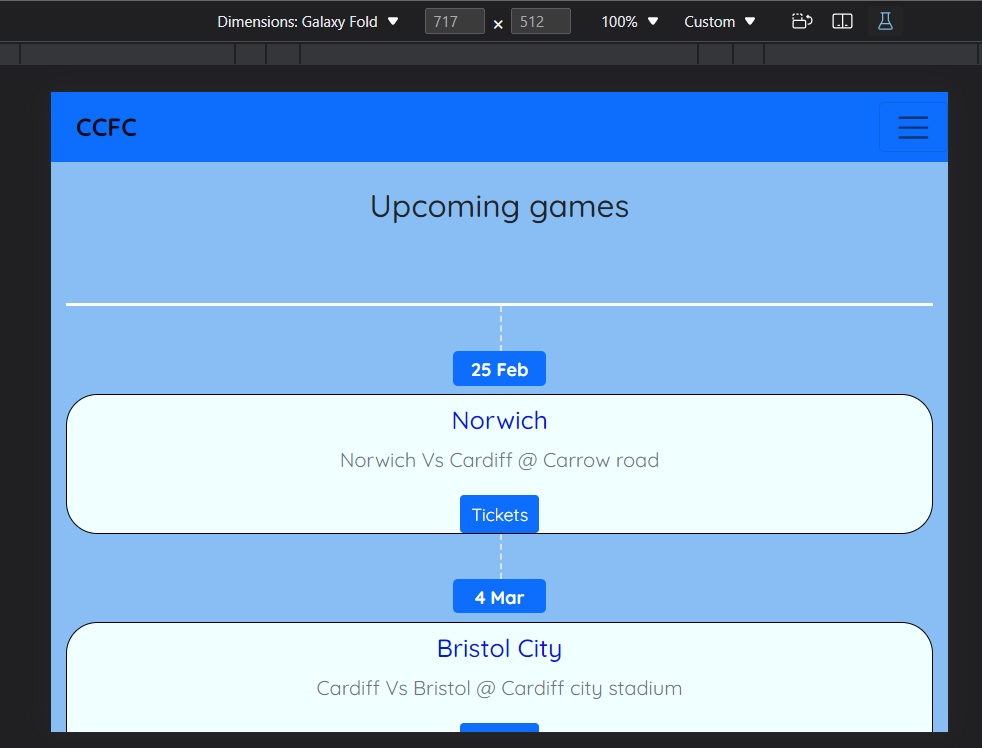 Dimensions: Galaxy Fold 717 × 512 100% Custom
CCFC
Upcoming games
25 Feb
Norwich
Norwich Vs Cardiff @ Carrow road
Tickets
4 Mar
Bristol City
Cardiff Vs Bristol @ Cardiff city stadium